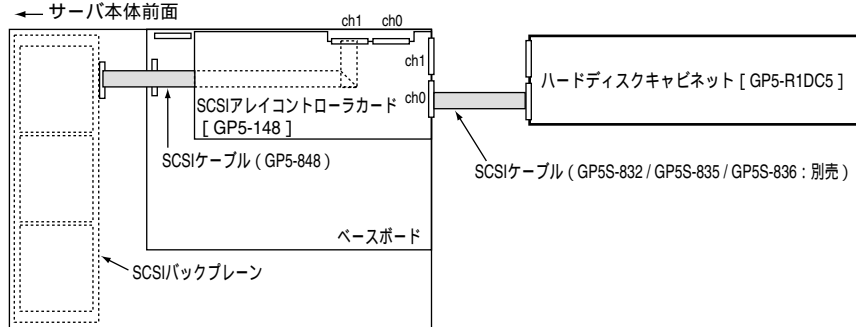 ← サーバ本体前面
ch1 ch0
ch1
ch0
ハードディスクキャビネット [ GP5-R1DC5 ]
SCSIアレイコントローラカード
[ GP5-148 ]
SCSIケーブル ( GP5-848 )
SCSIケーブル ( GP5S-832 / GP5S-835 / GP5S-836 : 別売 )
ベースボード
SCSIバックプレーン